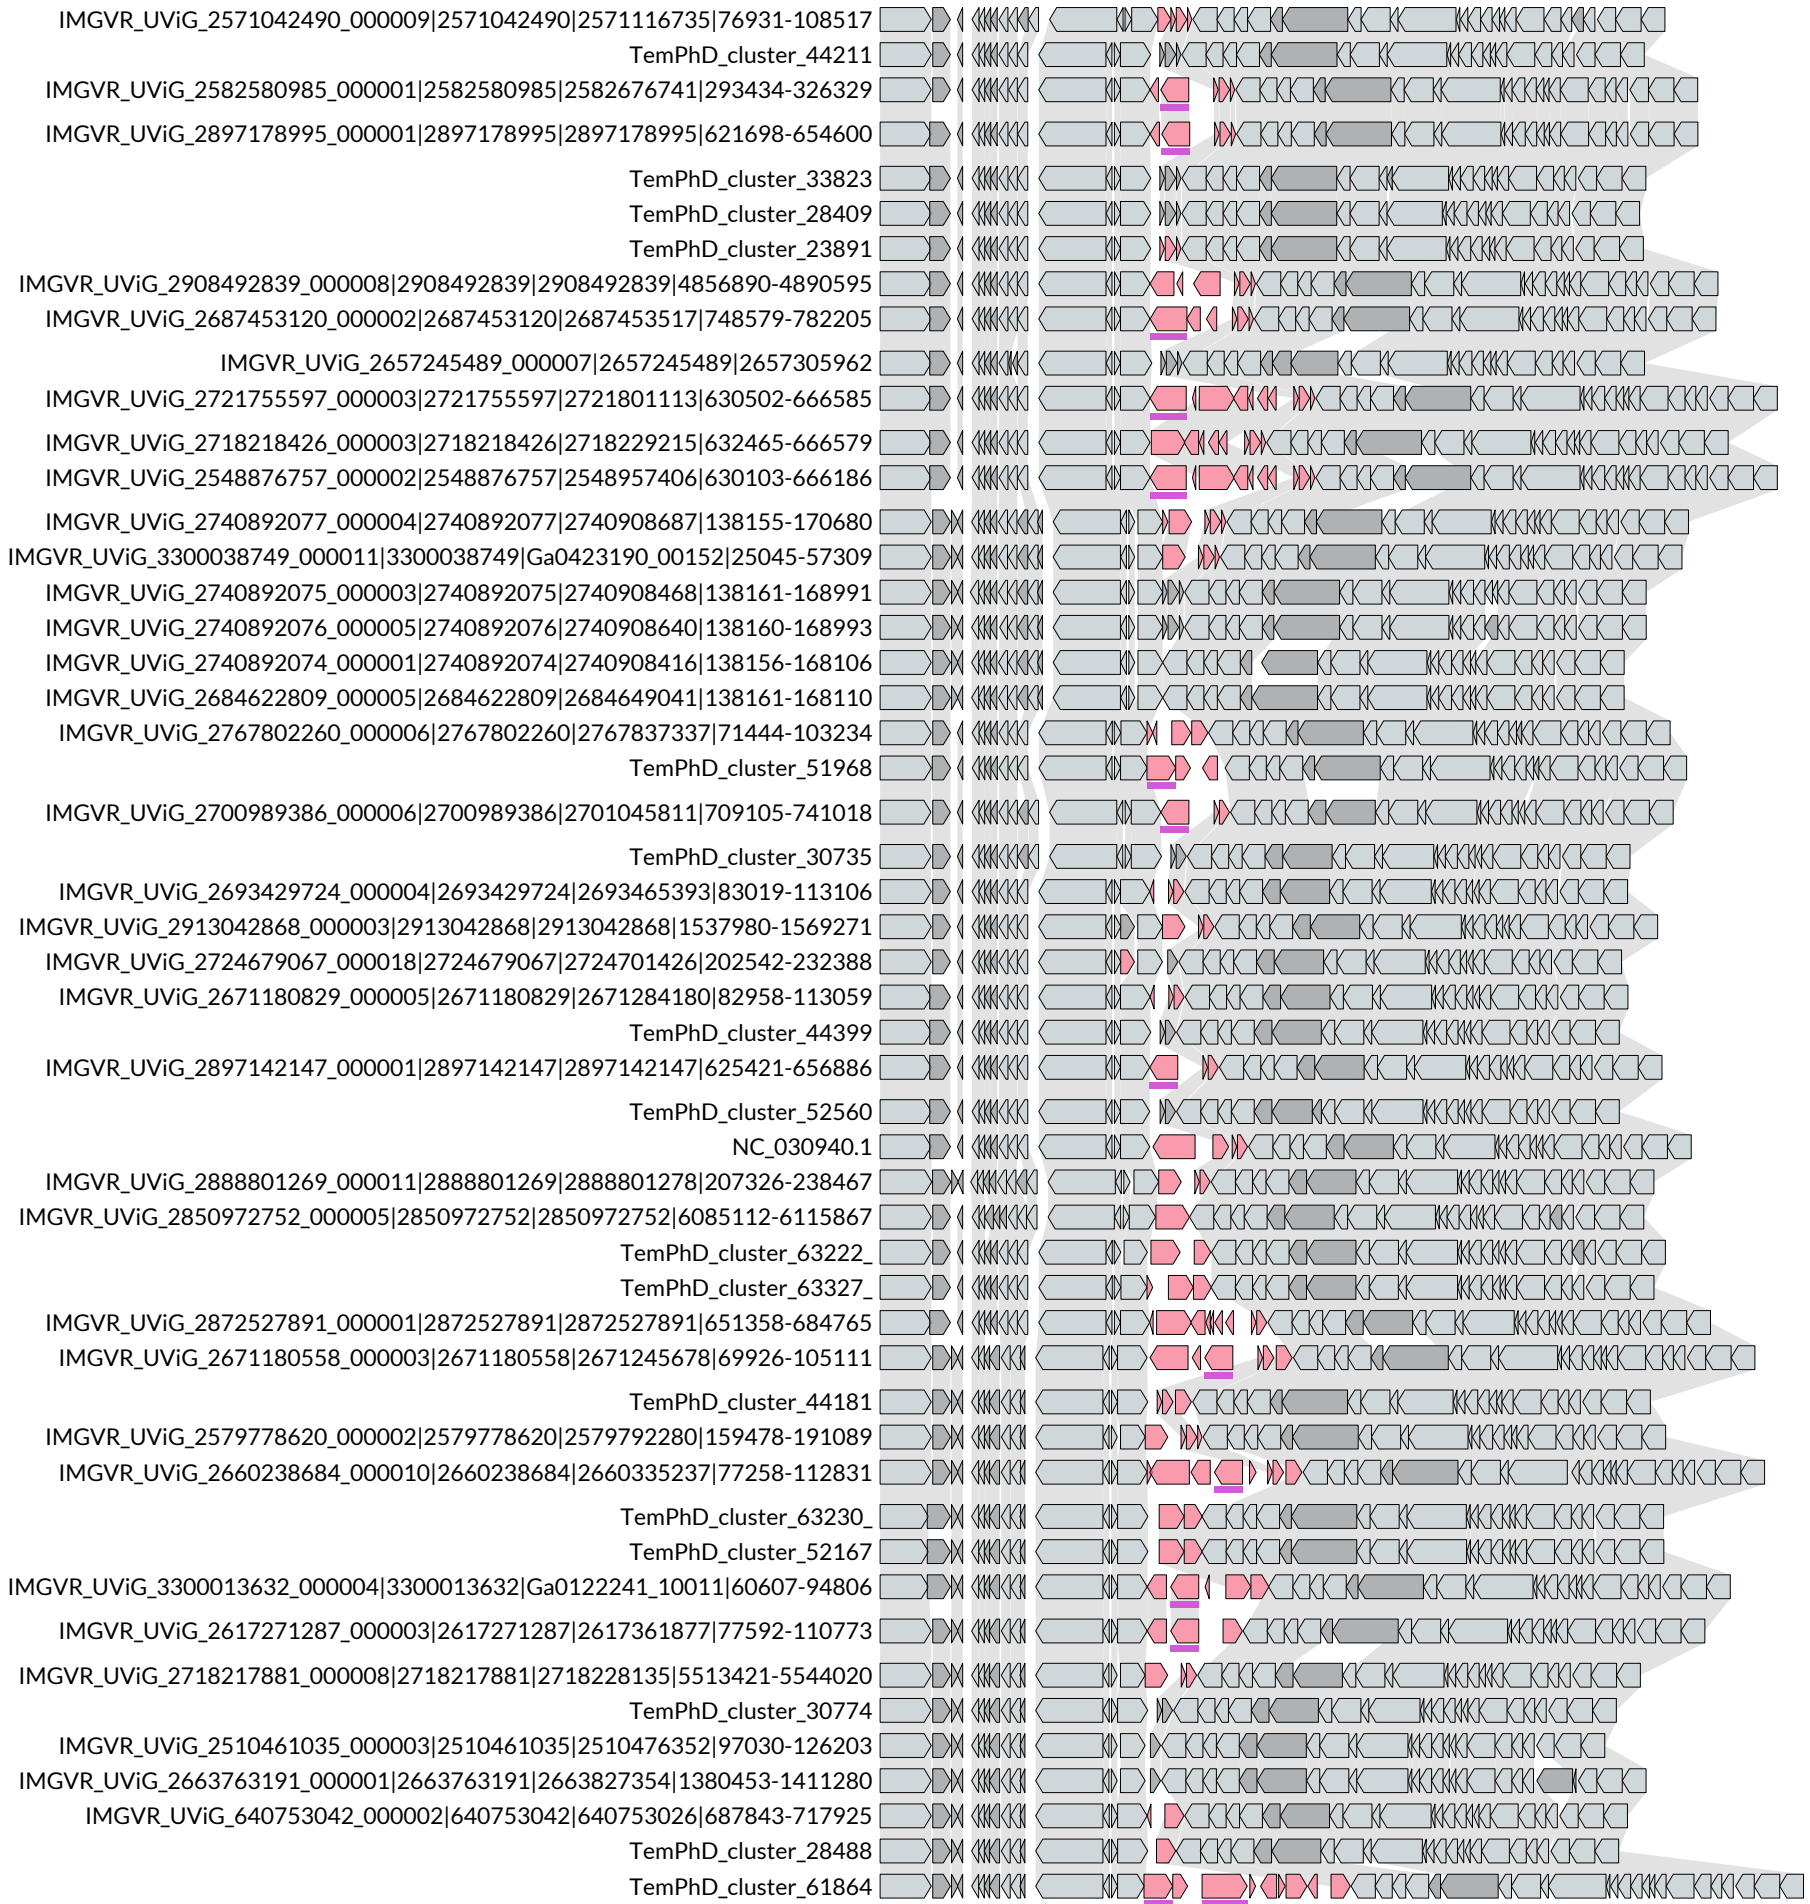 IMGVR_UViG_2571042490_000009|2571042490|2571116735|76931-108517
TemPhD_cluster_44211
IMGVR_UViG_2582580985_000001|2582580985|2582676741|293434-326329
IMGVR_UViG_2897178995_000001|2897178995|2897178995|621698-654600
TemPhD_cluster_33823
TemPhD_cluster_28409
TemPhD_cluster_23891
IMGVR_UViG_2908492839_000008|2908492839|2908492839|4856890-4890595
IMGVR_UViG_2687453120_000002|2687453120|2687453517|748579-782205
IMGVR_UViG_2657245489_000007|2657245489|2657305962
IMGVR_UViG_2721755597_000003|2721755597|2721801113|630502-666585
IMGVR_UViG_2718218426_000003|2718218426|2718229215|632465-666579
IMGVR_UViG_2548876757_000002|2548876757|2548957406|630103-666186
IMGVR_UViG_2740892077_000004|2740892077|2740908687|138155-170680
IMGVR_UViG_3300038749_000011|3300038749|Ga0423190_00152|25045-57309
IMGVR_UViG_2740892075_000003|2740892075|2740908468|138161-168991
IMGVR_UViG_2740892076_000005|2740892076|2740908640|138160-168993
IMGVR_UViG_2740892074_000001|2740892074|2740908416|138156-168106
IMGVR_UViG_2684622809_000005|2684622809|2684649041|138161-168110
IMGVR_UViG_2767802260_000006|2767802260|2767837337|71444-103234
TemPhD_cluster_51968
IMGVR_UViG_2700989386_000006|2700989386|2701045811|709105-741018
TemPhD_cluster_30735
IMGVR_UViG_2693429724_000004|2693429724|2693465393|83019-113106
IMGVR_UViG_2913042868_000003|2913042868|2913042868|1537980-1569271
IMGVR_UViG_2724679067_000018|2724679067|2724701426|202542-232388
IMGVR_UViG_2671180829_000005|2671180829|2671284180|82958-113059
TemPhD_cluster_44399
IMGVR_UViG_2897142147_000001|2897142147|2897142147|625421-656886
TemPhD_cluster_52560
NC_030940.1
IMGVR_UViG_2888801269_000011|2888801269|2888801278|207326-238467
IMGVR_UViG_2850972752_000005|2850972752|2850972752|6085112-6115867
TemPhD_cluster_63222_
TemPhD_cluster_63327_
IMGVR_UViG_2872527891_000001|2872527891|2872527891|651358-684765
IMGVR_UViG_2671180558_000003|2671180558|2671245678|69926-105111
TemPhD_cluster_44181
IMGVR_UViG_2579778620_000002|2579778620|2579792280|159478-191089
IMGVR_UViG_2660238684_000010|2660238684|2660335237|77258-112831
TemPhD_cluster_63230_
TemPhD_cluster_52167
IMGVR_UViG_3300013632_000004|3300013632|Ga0122241_10011|60607-94806
IMGVR_UViG_2617271287_000003|2617271287|2617361877|77592-110773
IMGVR_UViG_2718217881_000008|2718217881|2718228135|5513421-5544020
TemPhD_cluster_30774
IMGVR_UViG_2510461035_000003|2510461035|2510476352|97030-126203
IMGVR_UViG_2663763191_000001|2663763191|2663827354|1380453-1411280
IMGVR_UViG_640753042_000002|640753042|640753026|687843-717925
TemPhD_cluster_28488
TemPhD_cluster_61864